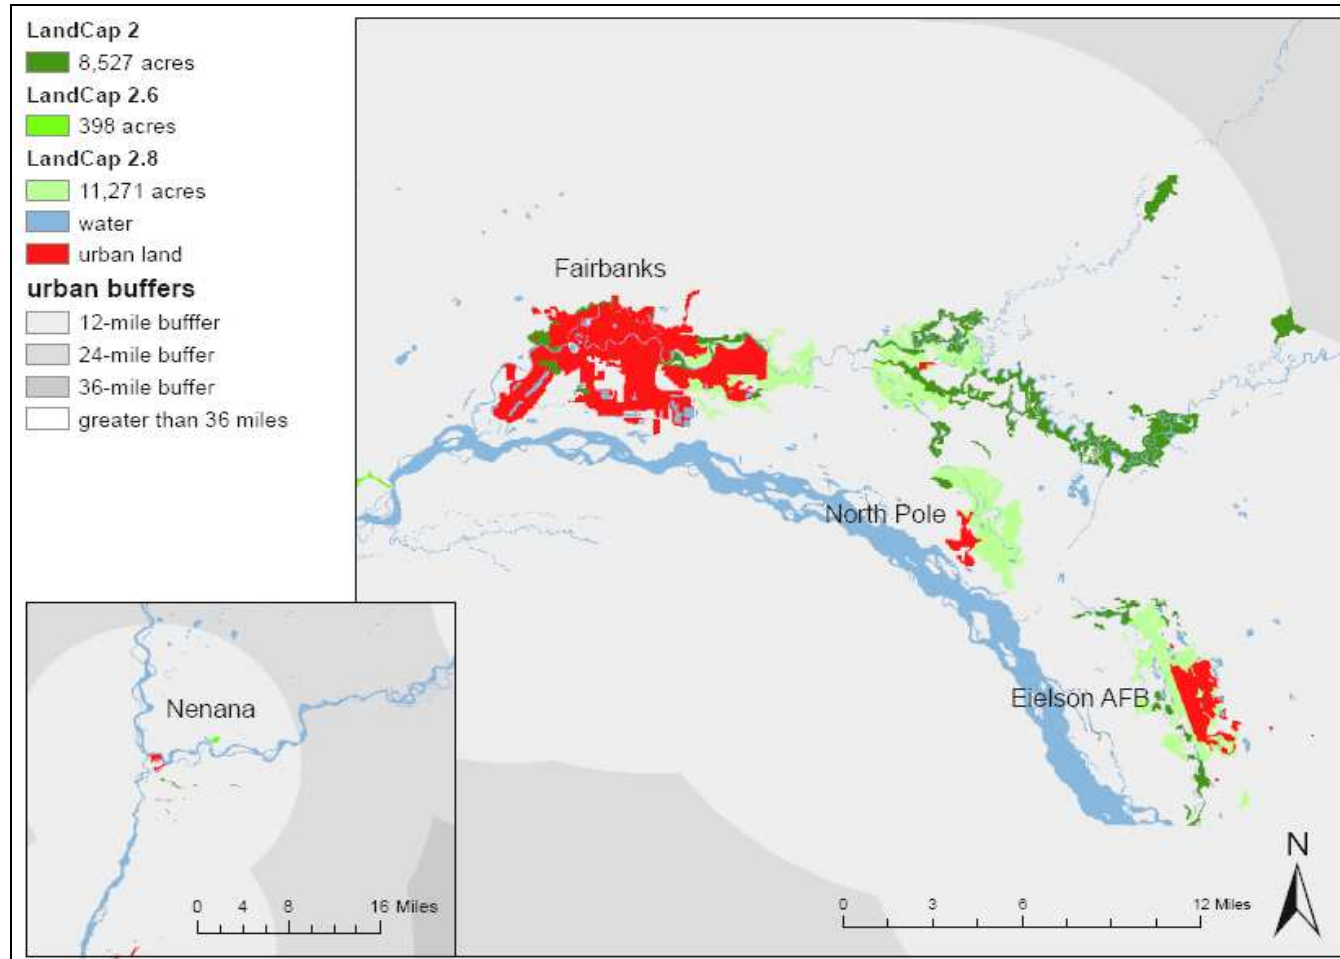 LandCap 2
8,527 acres
LandCap 2.6
398 acres
LandCap 2.8
11,271 acres
water
urban land
urban buffers
12-mile bufffer
24-mile buffer
36-mile buffer
greater than 36 miles
Fairbanks
North Pole
Eielson AFB
Nenana
0 4 8 16 Miles
0 3 6 12 Miles
N